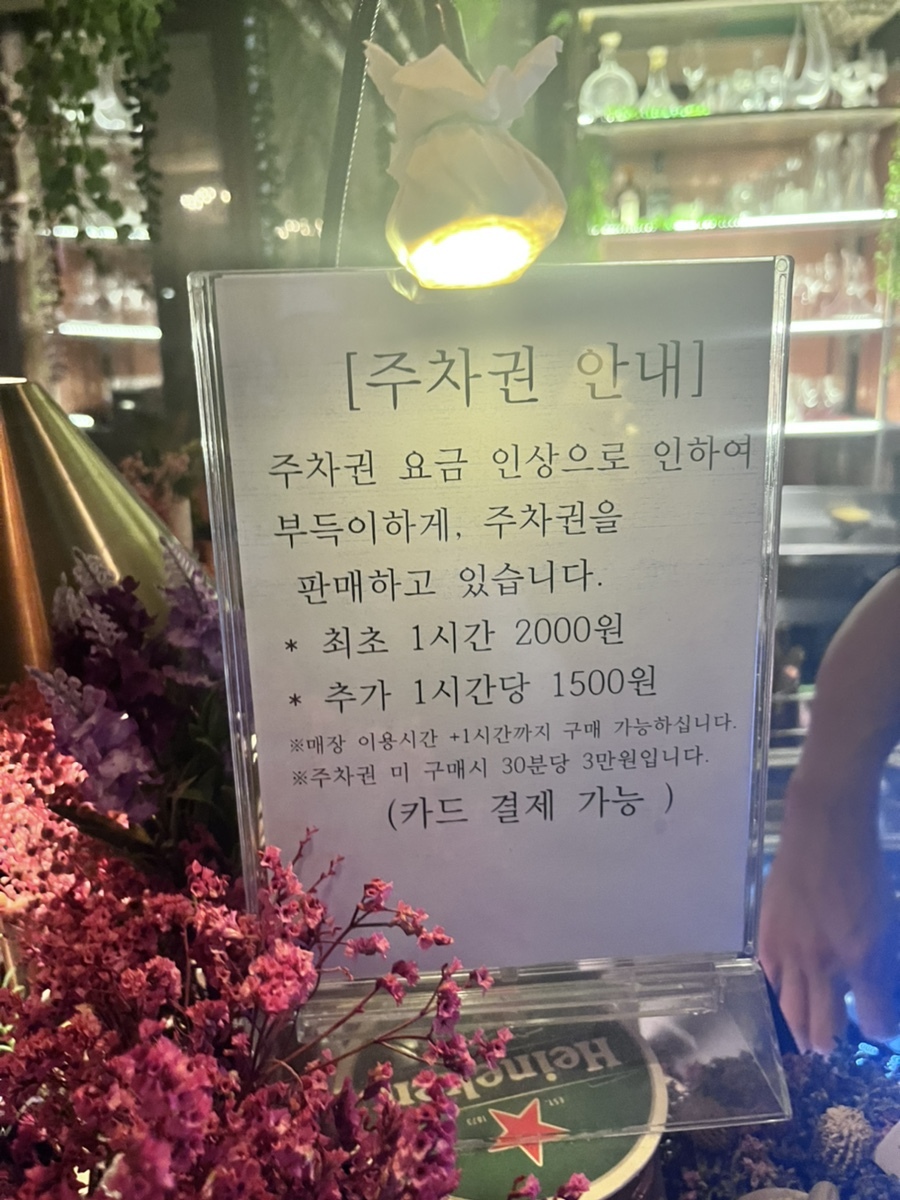 [주차권 안내]
주차권 요금 인상으로 인하여
부득이하게, 주차권을
판매하고 있습니다.
* 최초 1시간 2000원
* 추가 1시간당 1500원
※매장 이용시간 +1시간까지 구매 가능하십니다.
※주차권 미 구매시 30분당 3만원입니다.
(카드 결제 가능 )
Heineken
EST. 1873